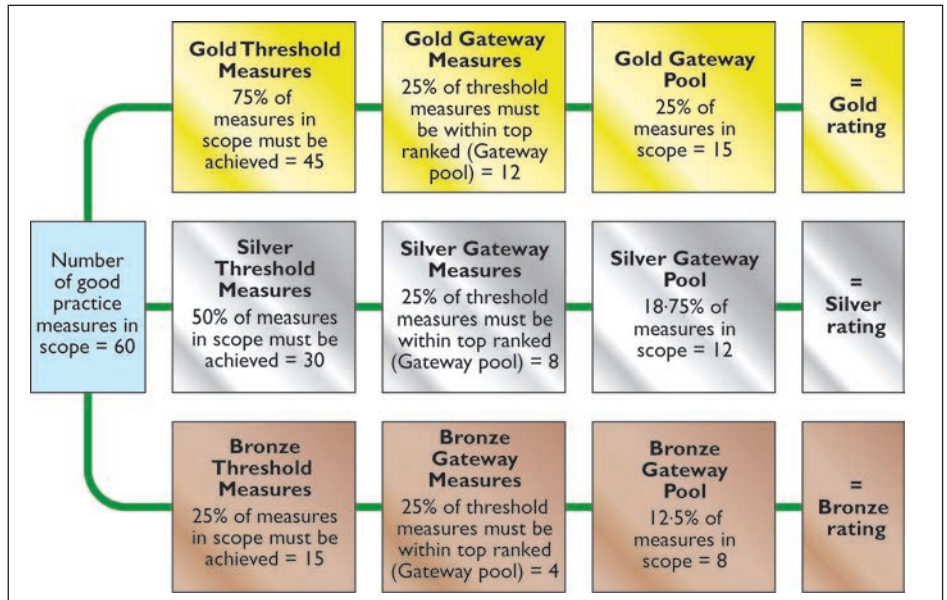 Gold Threshold
Measures
75% of
measures in
scope must be
achieved = 45
Gold Gateway
Measures
25% of threshold
measures must
be within top
ranked (Gateway
pool) = 12
Gold Gateway
Pool
25% of
measures in
scope = 15
=
Gold
rating
Number
of good
practice
measures in
scope = 60
Silver
Threshold
Measures
50% of measures
in scope must be
achieved = 30
Silver Gateway
Measures
25% of threshold
measures must be
within top ranked
(Gateway pool) = 8
Silver Gateway
Pool
18·75% of
measures in
scope = 12
=
Silver
rating
Bronze
Threshold
Measures
25% of measures
in scope must be
achieved = 15
Bronze
Gateway
Measures
25% of threshold
measures must be
within top ranked
(Gateway pool) = 4
Bronze
Gateway
Pool
12·5% of
measures in
scope = 8
=
Bronze
rating